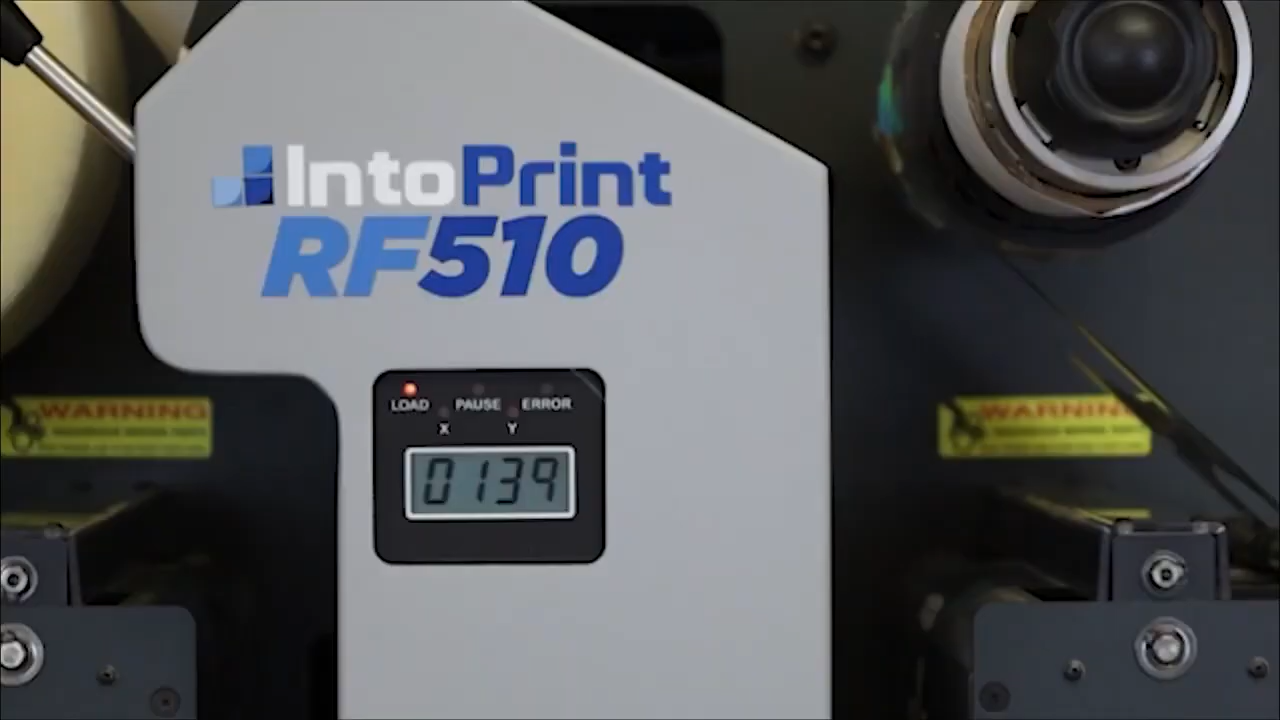 IntoPrint
RF510
LOAD PAUSE ERROR
X Y
0139
WARNING
WARNING